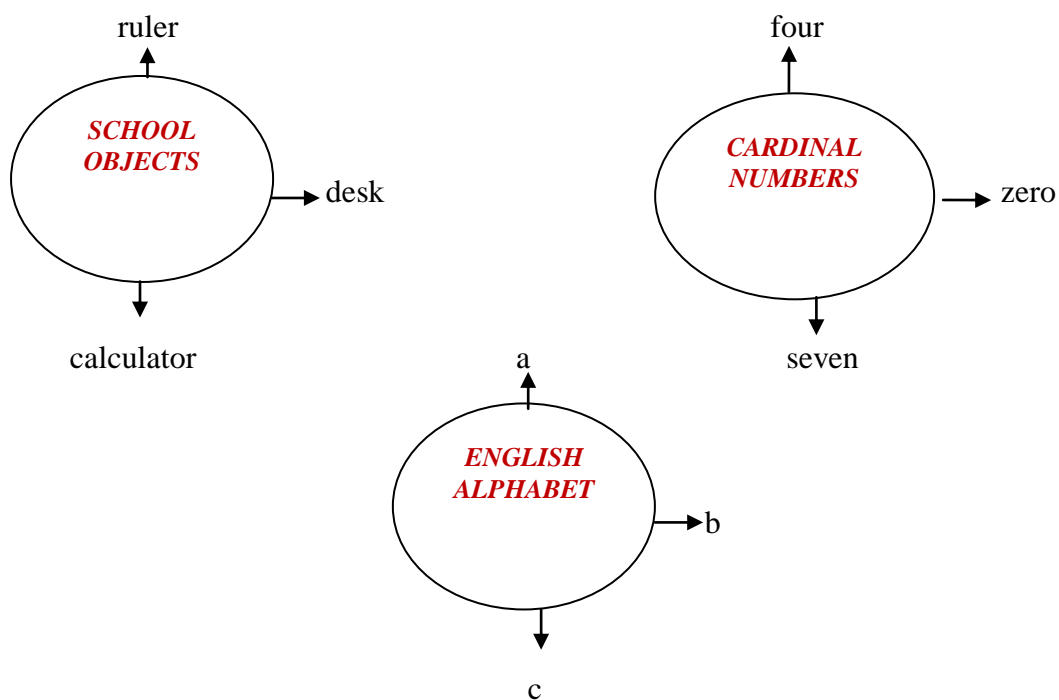 ruler
SCHOOL
OBJECTS
desk
calculator
four
CARDINAL
NUMBERS
zero
seven
a
ENGLISH
ALPHABET
b
c